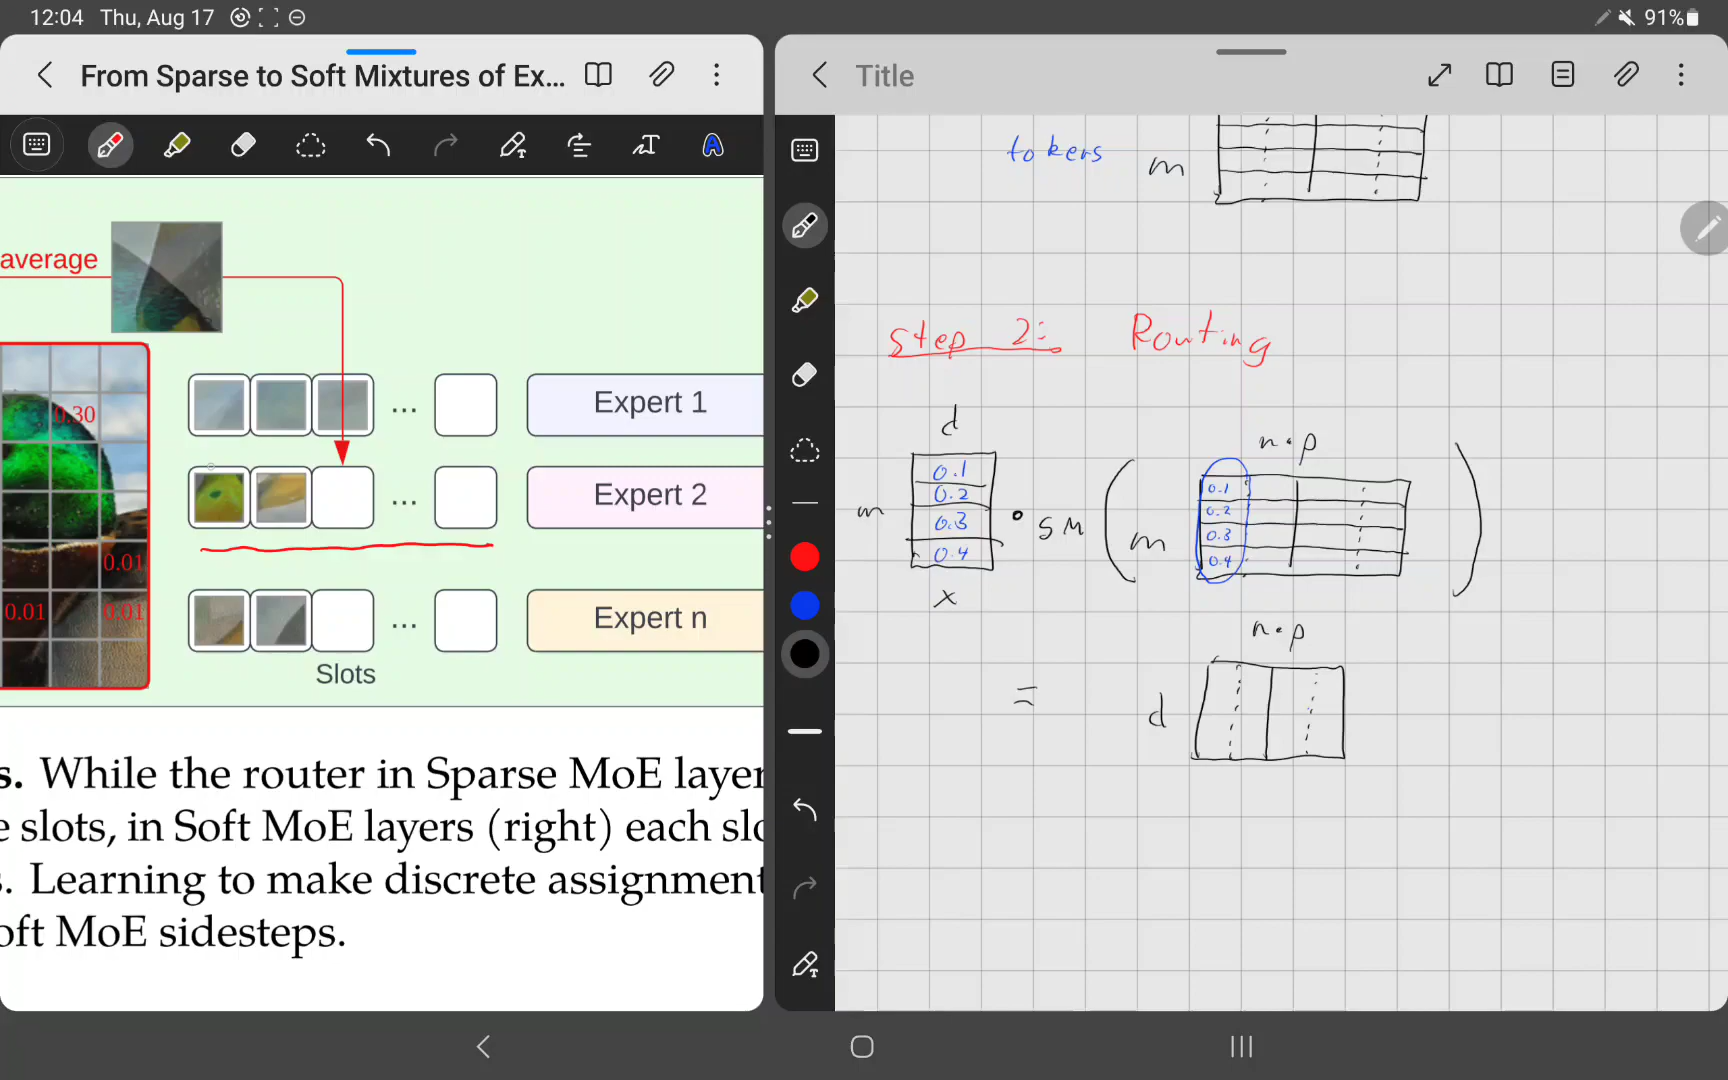 12:04 Thu, Aug 17
91%
From Sparse to Soft Mixtures of Ex...
average
0.30
0.01
0.01
0.01
Expert 1
...
Expert 2
...
Expert n
...
Slots
s. While the router in Sparse MoE layer
e slots, in Soft MoE layers (right) each slo
s. Learning to make discrete assignment
oft MoE sidesteps.
Title
tokers m
step 2: Routing
d
n·p
m
0.1
0.2
0.3
0.4
x
• SM ( m
0.1
0.2
0.3
0.4
)
n·p
= d